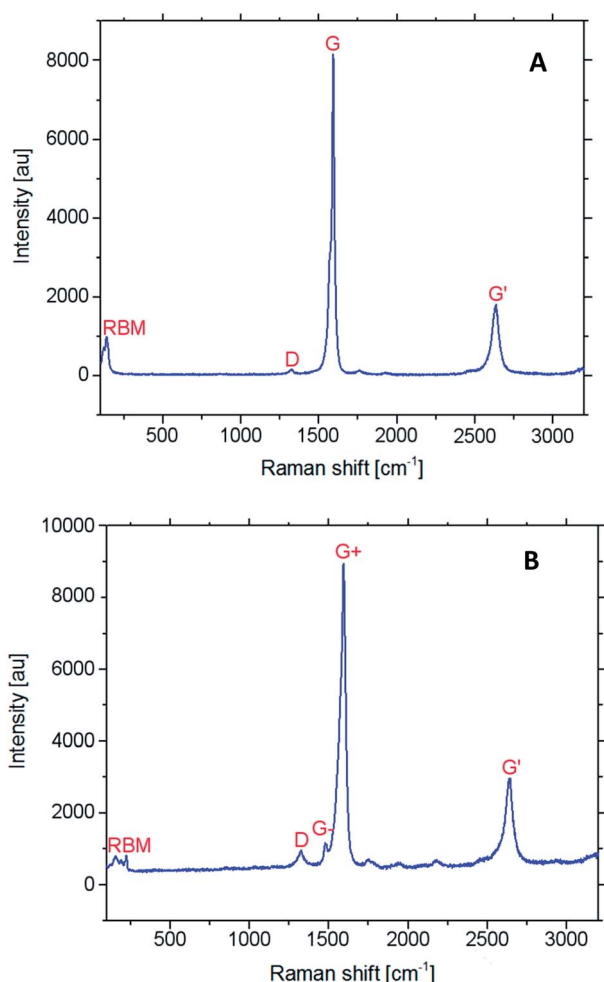 A
G
8000
6000
4000
2000
0
RBM
D
G'
Intensity [au]
500 1000 1500 2000 2500 3000
Raman shift [cm-1]
B
G+
10000
8000
6000
4000
2000
0
RBM
D
G-
G'
Intensity [au]
500 1000 1500 2000 2500 3000
Raman shift [cm-1]